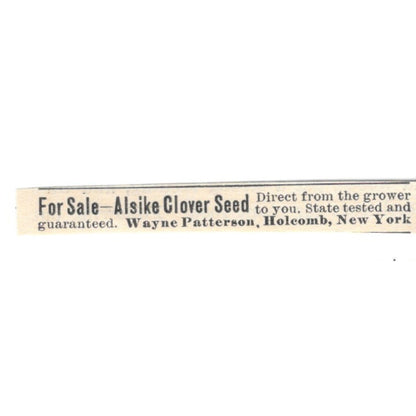 For Sale—Alsike Clover Seed Direct from the grower
to you. State tested and
guaranteed. Wayne Patterson, Holcomb, New York